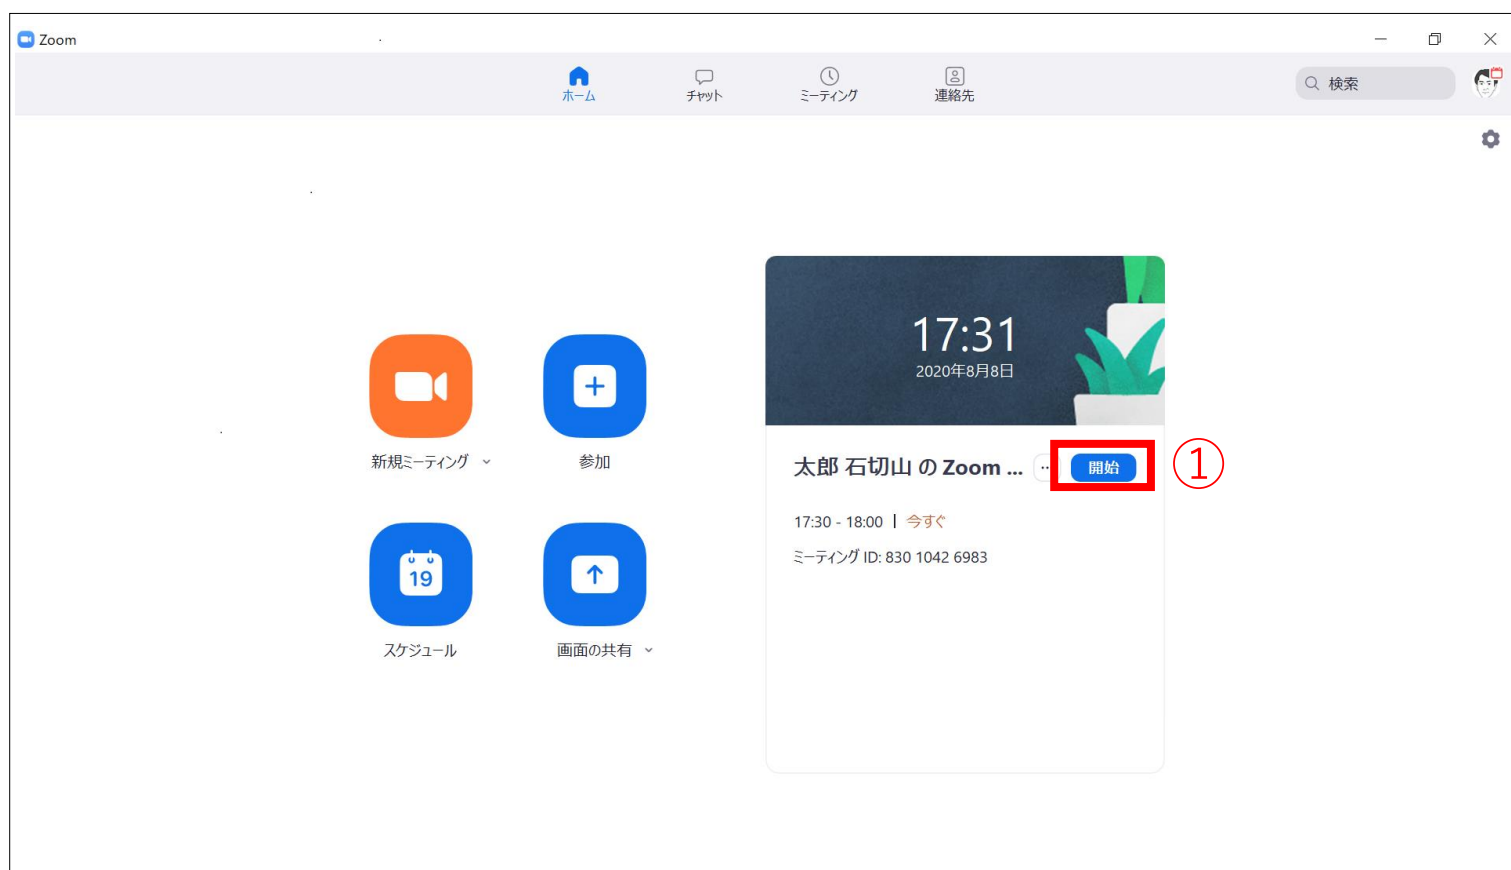 Zoom
ホーム
チャット
ミーティング
連絡先
検索
17:31
2020年8月8日
新規ミーティング
参加
太郎 石切山 の Zoom ...
...
開始
①
17:30 - 18:00 | 今すぐ
ミーティング ID: 830 1042 6983
19
スケジュール
画面の共有